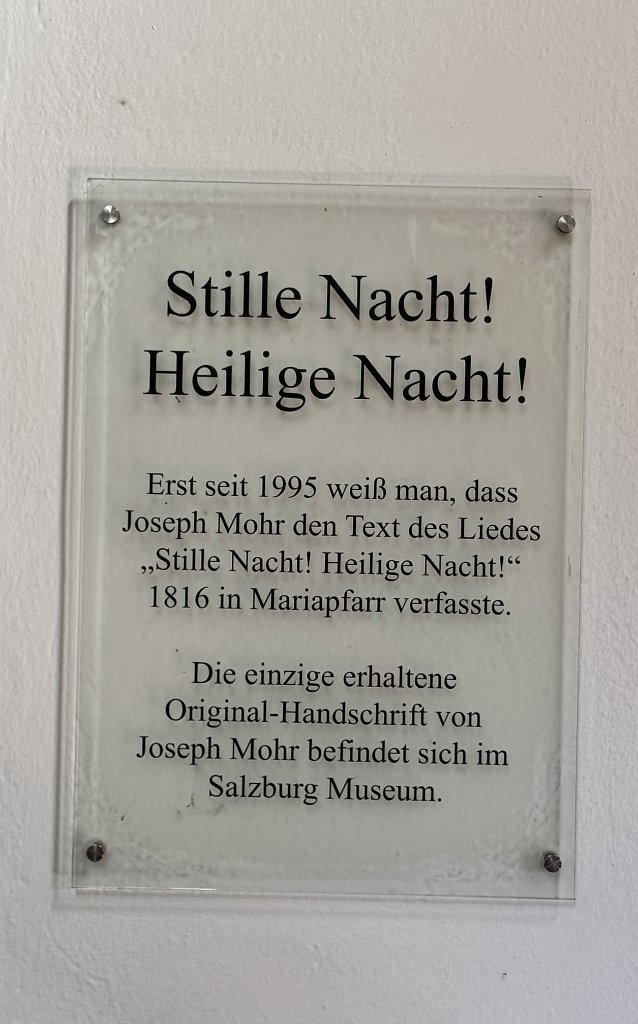 Stille Nacht!
Heilige Nacht!
Erst seit 1995 weiß man, dass
Joseph Mohr den Text des Liedes
„Stille Nacht! Heilige Nacht!“
1816 in Mariapfarr verfasste.
Die einzige erhaltene
Original-Handschrift von
Joseph Mohr befindet sich im
Salzburg Museum.